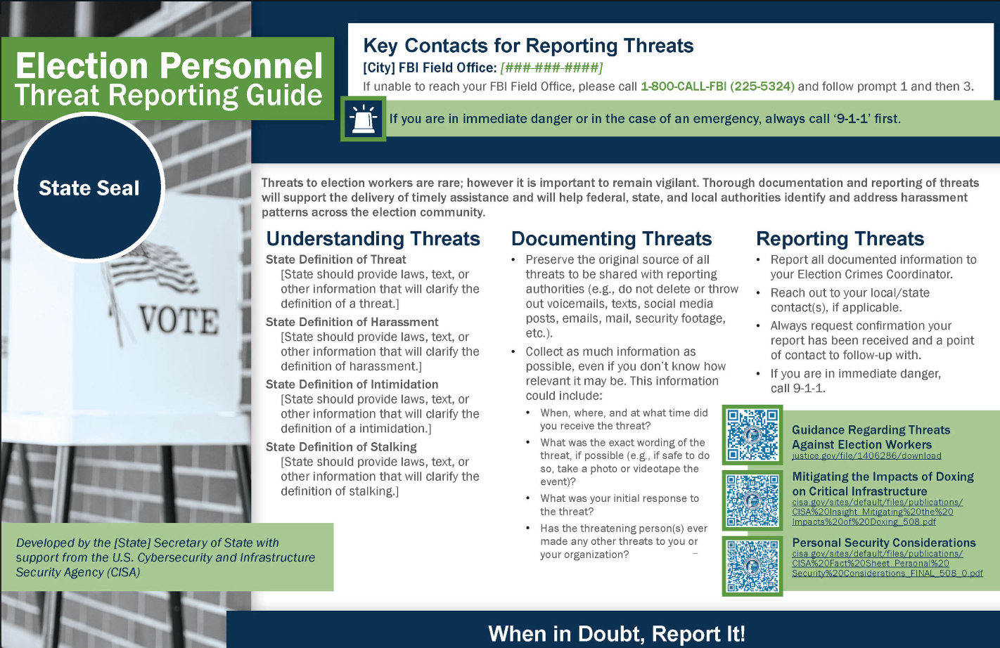 Election Personnel
Threat Reporting Guide
State Seal
VOTE
Developed by the [State] Secretary of State with
support from the U.S. Cybersecurity and Infrastructure
Security Agency (CISA)
Key Contacts for Reporting Threats
[City] FBI Field Office: [###-###-####]
If unable to reach your FBI Field Office, please call 1-800-CALL-FBI (225-5324) and follow prompt 1 and then 3.
If you are in immediate danger or in the case of an emergency, always call ‘9-1-1’ first.
Threats to election workers are rare; however it is important to remain vigilant. Thorough documentation and reporting of threats
will support the delivery of timely assistance and will help federal, state, and local authorities identify and address harassment
patterns across the election community.
Understanding Threats
State Definition of Threat
[State should provide laws, text, or
other information that will clarify the
definition of a threat.]
State Definition of Harassment
[State should provide laws, text, or
other information that will clarify the
definition of harassment.]
State Definition of Intimidation
[State should provide laws, text, or
other information that will clarify the
definition of a intimidation.]
State Definition of Stalking
[State should provide laws, text, or
other information that will clarify the
definition of stalking.]
Documenting Threats
• Preserve the original source of all
threats to be shared with reporting
authorities (e.g., do not delete or throw
out voicemails, texts, social media
posts, emails, mail, security footage,
etc.).
• Collect as much information as
possible, even if you don’t know how
relevant it may be. This information
could include:
• When, where, and at what time did
you receive the threat?
• What was the exact wording of the
threat, if possible (e.g., if safe to do
so, take a photo or videotape the
event)?
• What was your initial response to
the threat?
• Has the threatening person(s) ever
made any other threats to you or
your organization?
Reporting Threats
• Report all documented information to
your Election Crimes Coordinator.
• Reach out to your local/state
contact(s), if applicable.
• Always request confirmation your
report has been received and a point
of contact to follow-up with.
• If you are in immediate danger,
call 9-1-1.
Guidance Regarding Threats
Against Election Workers
justice.gov/file/1406286/download
Mitigating the Impacts of Doxing
on Critical Infrastructure
cisa.gov/sites/default/files/publications/
CISA%20Insight_Mitigating%20the%20
Impacts%20of%20Doxing_508.pdf
Personal Security Considerations
cisa.gov/sites/default/files/publications/
CISA%20Fact%20Sheet_Personal%20
Security%20Considerations_FINAL_508_0.pdf
When in Doubt, Report It!